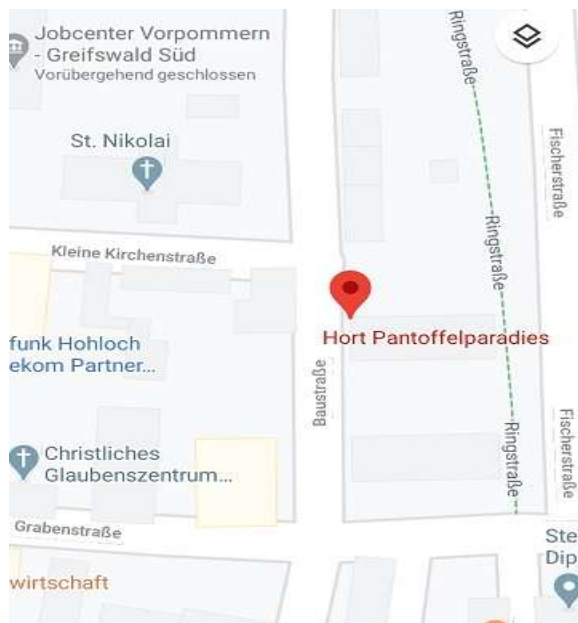 Jobcenter Vorpommern
- Greifswald Süd
Vorübergehend geschlossen
Ringstraße
St. Nikolai
Fischerstraße
Kleine Kirchenstraße
Ringstraße
Hort Pantoffelparadies
funk Hohloch
ekom Partner...
Baustraße
Fischerstraße
Ringstraße
Christliches
Glaubenszentrum...
Grabenstraße
Ste
Dip
wirtschaft